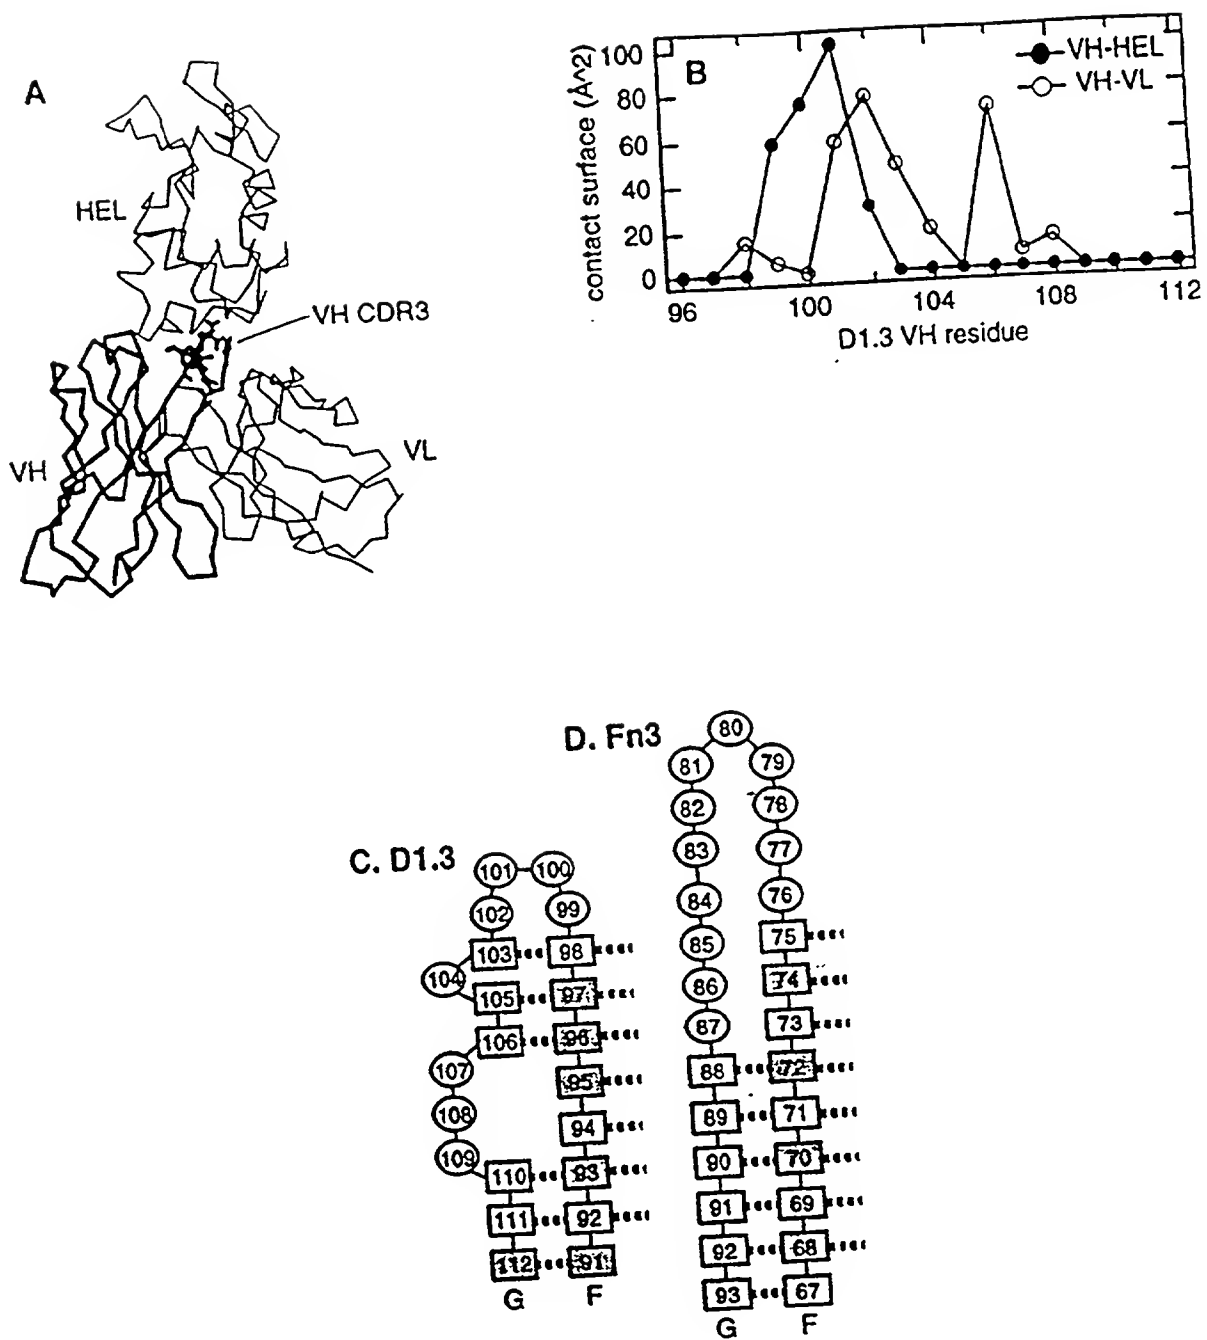 A
HEL
VH CDR3
VH
VL
B
VH-HEL
VH-VL
contact surface (Å^2)
100
80
60
40
20
0
96
100
104
108
112
D1.3 VH residue
C. D1.3
101 100
102 99
103 98
104
105 97
106 96
107
95
108
94
109
110 93
111 92
112 91
G F
D. Fn3
80
81 79
82 78
83 77
84 76
85 75
86 74
87 73
88 72
89 71
90 70
91 69
92 68
93 67
G F